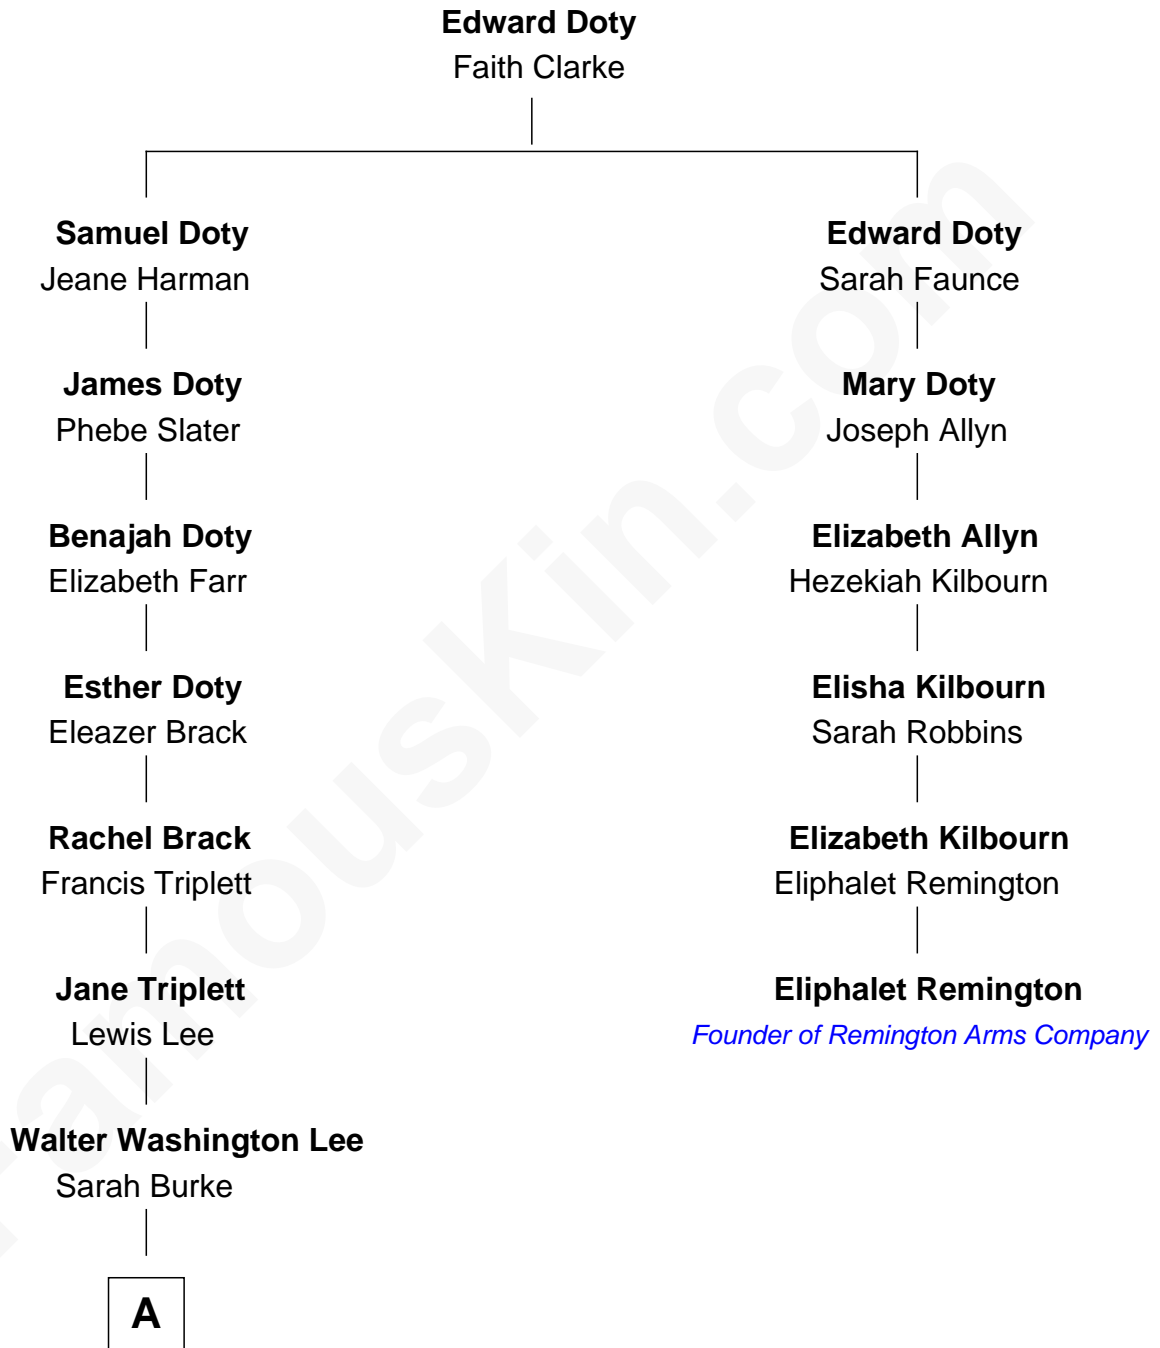 Edward Doty
Faith Clarke
Samuel Doty
Jeane Harman
James Doty
Phebe Slater
Benajah Doty
Elizabeth Farr
Esther Doty
Eleazer Brack
Rachel Brack
Francis Triplett
Jane Triplett
Lewis Lee
Walter Washington Lee
Sarah Burke
A
Edward Doty
Sarah Faunce
Mary Doty
Joseph Allyn
Elizabeth Allyn
Hezekiah Kilbourn
Elisha Kilbourn
Sarah Robbins
Elizabeth Kilbourn
Eliphalet Remington
Eliphalet Remington
Founder of Remington Arms Company
FamousKin.com